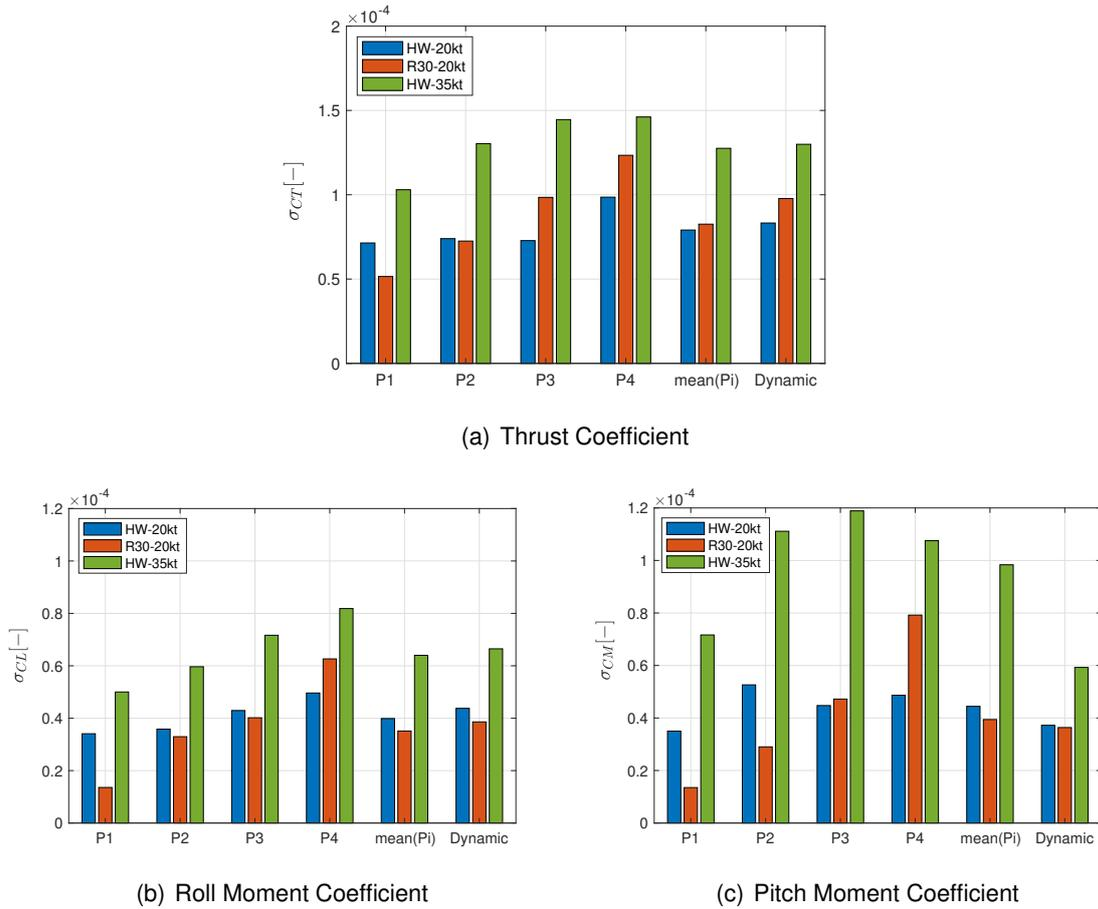 ×10⁻⁴
2
1.5
1
0.5
0
σ_CT[−]
HW-20kt
R30-20kt
HW-35kt
P1 P2 P3 P4 mean(Pi) Dynamic
(a) Thrust Coefficient
×10⁻⁴
1.2
1
0.8
0.6
0.4
0.2
0
σ_CL[−]
HW-20kt
R30-20kt
HW-35kt
P1 P2 P3 P4 mean(Pi) Dynamic
(b) Roll Moment Coefficient
×10⁻⁴
1.2
1
0.8
0.6
0.4
0.2
0
σ_CM[−]
HW-20kt
R30-20kt
HW-35kt
P1 P2 P3 P4 mean(Pi) Dynamic
(c) Pitch Moment Coefficient